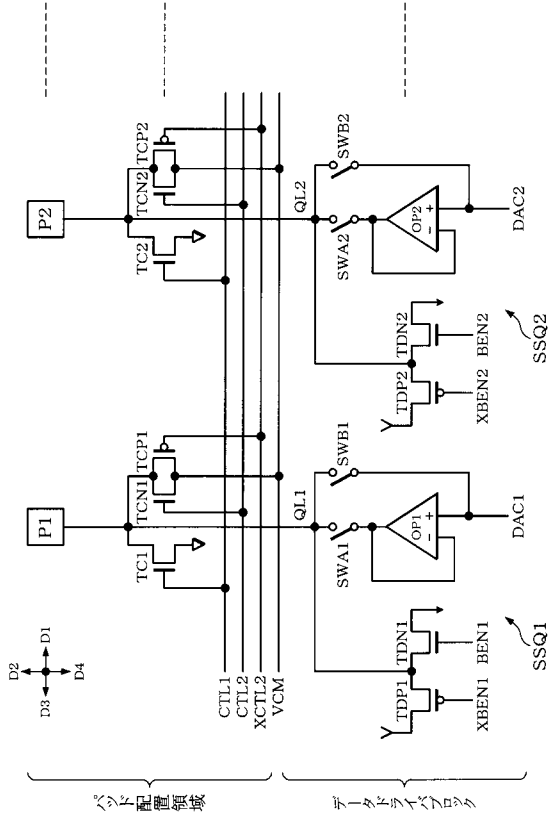 D2
D3
D1
D4
P1
P2
TC1
TCN1
TCP1
TC2
TCN2
TCP2
CTL1
CTL2
XCTL2
VCM
QL1
QL2
SWA1
SWB1
SWA2
SWB2
OP1
- +
OP2
- +
TDP1
TDN1
TDP2
TDN2
XBEN1
BEN1
DAC1
XBEN2
BEN2
DAC2
SSQ1
SSQ2
パッド
配置領域
データドライバブロック